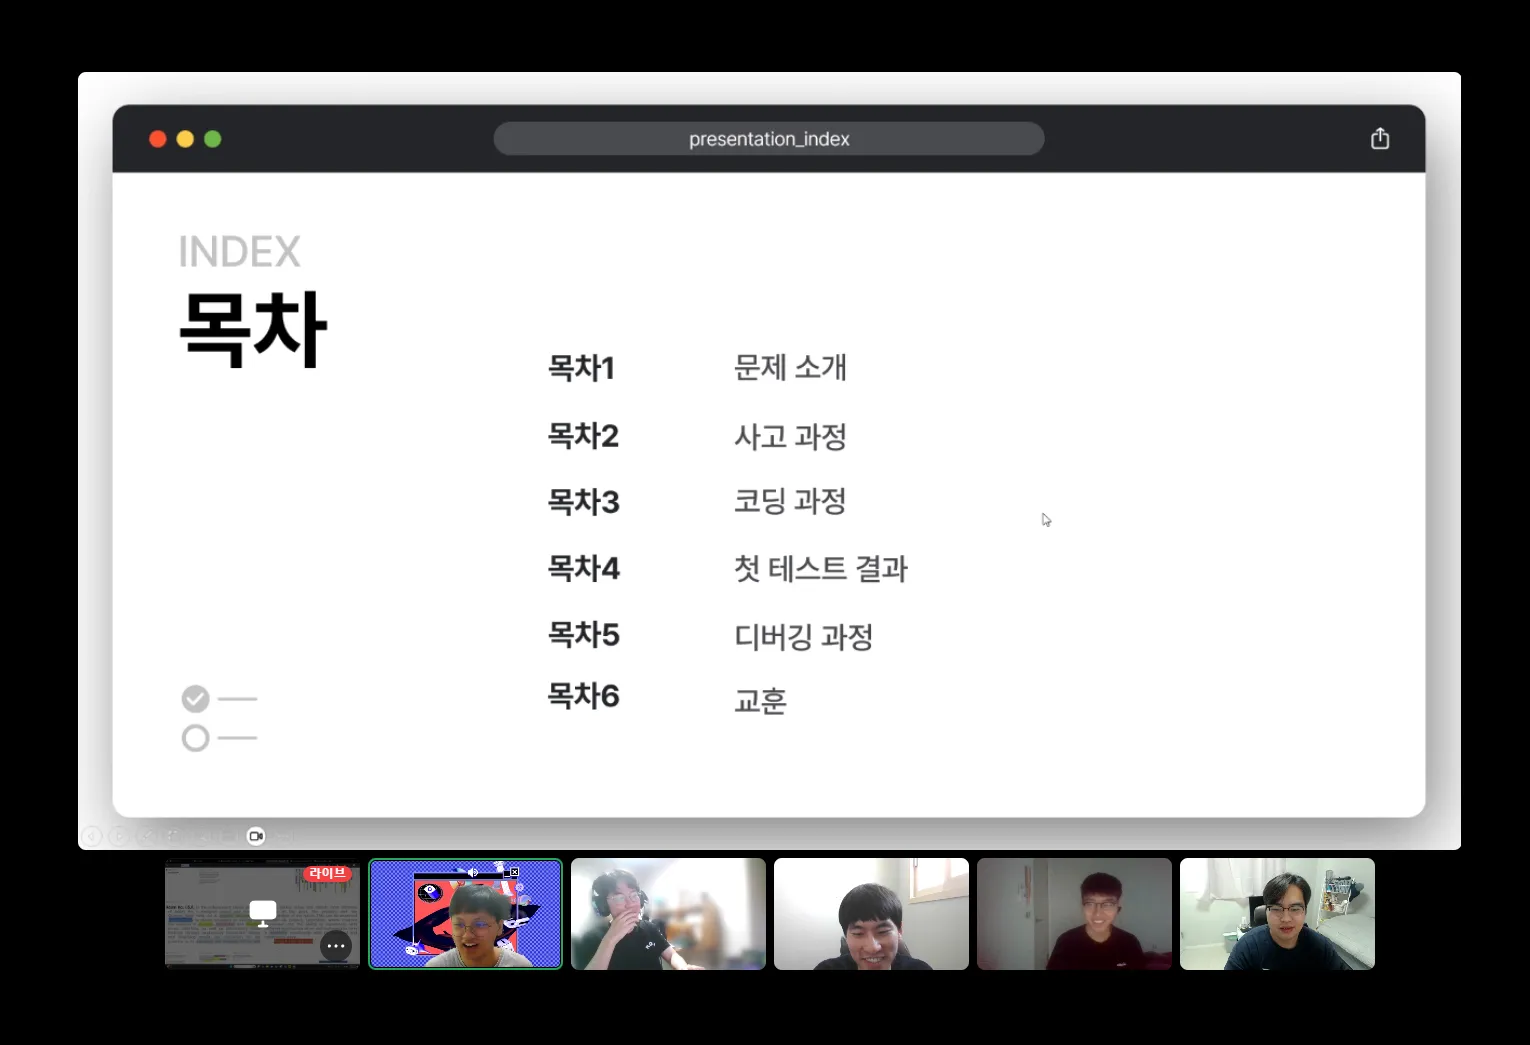 presentation_index
INDEX
목차
목차1 문제 소개
목차2 사고 과정
목차3 코딩 과정
목차4 첫 테스트 결과
목차5 디버깅 과정
목차6 교훈
라이브